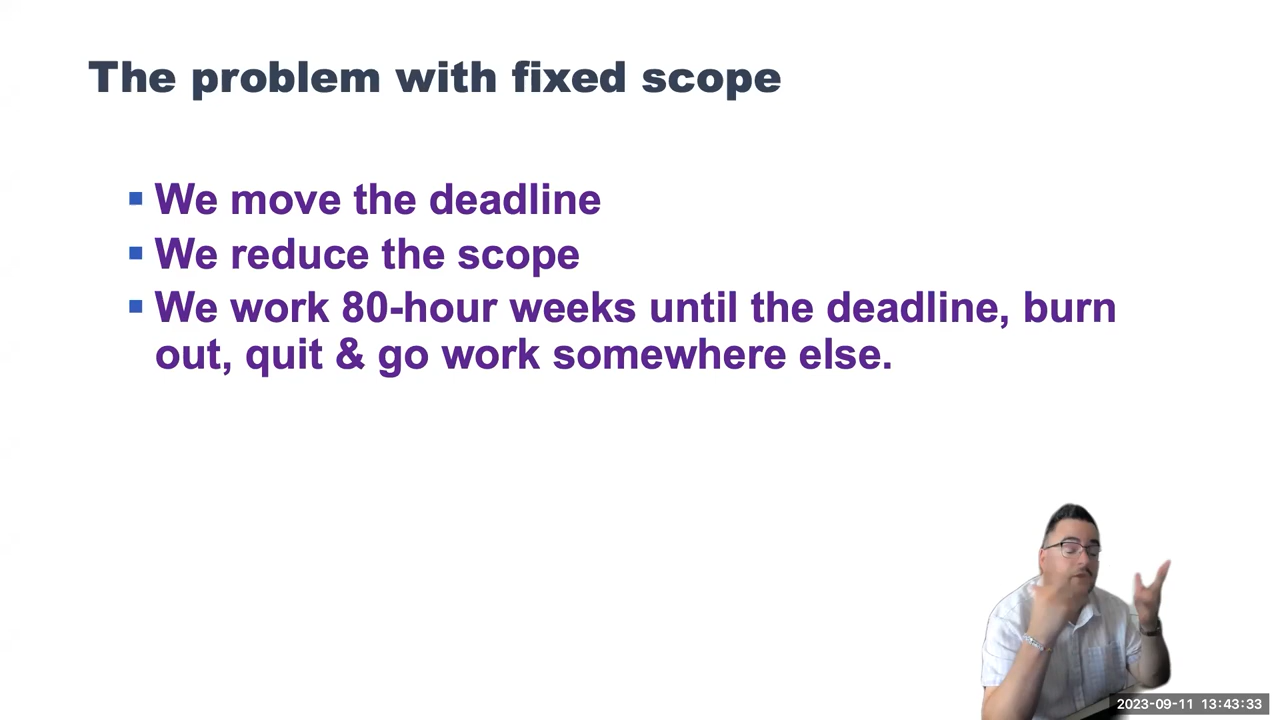 The problem with fixed scope
▪ We move the deadline
▪ We reduce the scope
▪ We work 80-hour weeks until the deadline, burn
out, quit & go work somewhere else.
2023-09-11 13:43:33